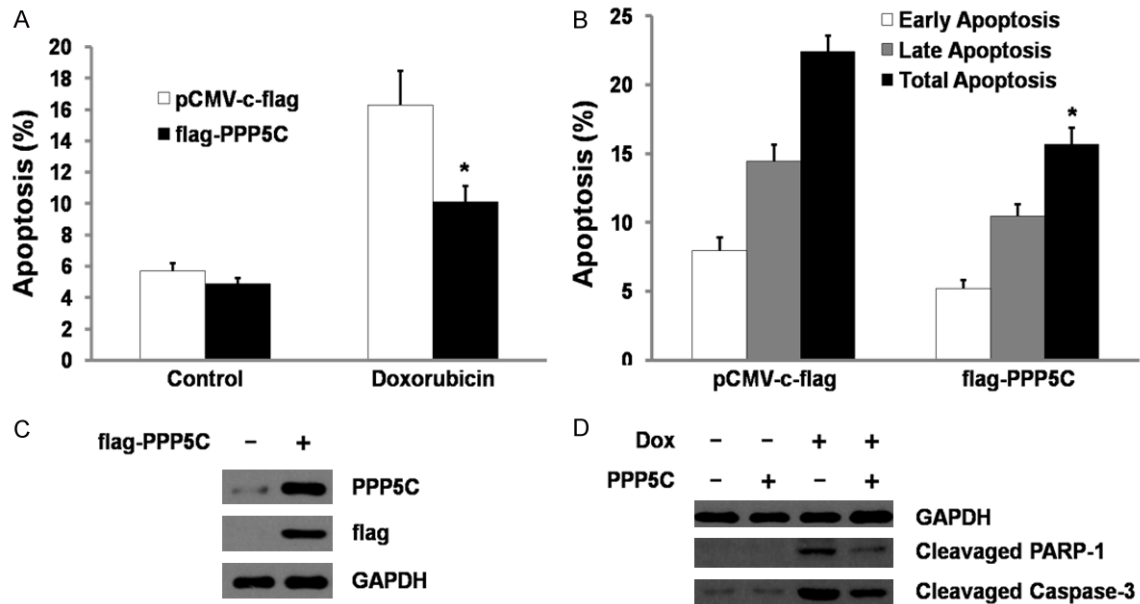 A
Apoptosis (%)
20
18
16
14
12
10
8
6
4
2
0
pCMV-c-flag
flag-PPP5C
*
Control
Doxorubicin
B
Apoptosis (%)
25
20
15
10
5
0
Early Apoptosis
Late Apoptosis
Total Apoptosis
*
pCMV-c-flag
flag-PPP5C
C
flag-PPP5C − +
PPP5C
flag
GAPDH
D
Dox − − + +
PPP5C − + − +
GAPDH
Cleavaged PARP-1
Cleavaged Caspase-3